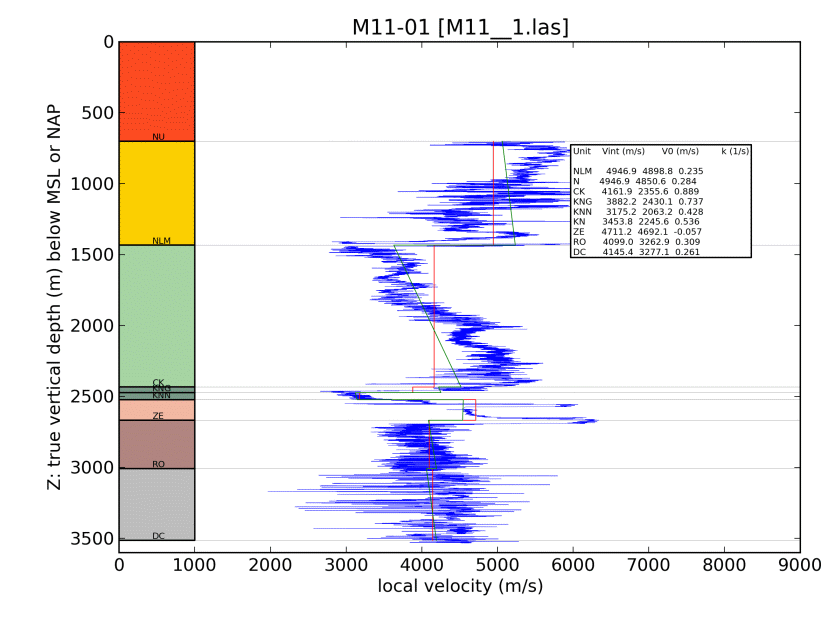 M11-01 [M11__1.las]
0
500
1000
1500
2000
2500
3000
3500
Z: true vertical depth (m) below MSL or NAP
NU
NLM
CK
KNG
KNN
ZE
RO
DC
Unit Vint (m/s) V0 (m/s) k (1/s)
NLM 4946.9 4898.8 0.235
N 4946.9 4850.6 0.284
CK 4161.9 2355.6 0.889
KNG 3882.2 2430.1 0.737
KNN 3175.2 2063.2 0.428
KN 3453.8 2245.6 0.536
ZE 4711.2 4692.1 -0.057
RO 4099.0 3262.9 0.309
DC 4145.4 3277.1 0.261
0 1000 2000 3000 4000 5000 6000 7000 8000 9000
local velocity (m/s)